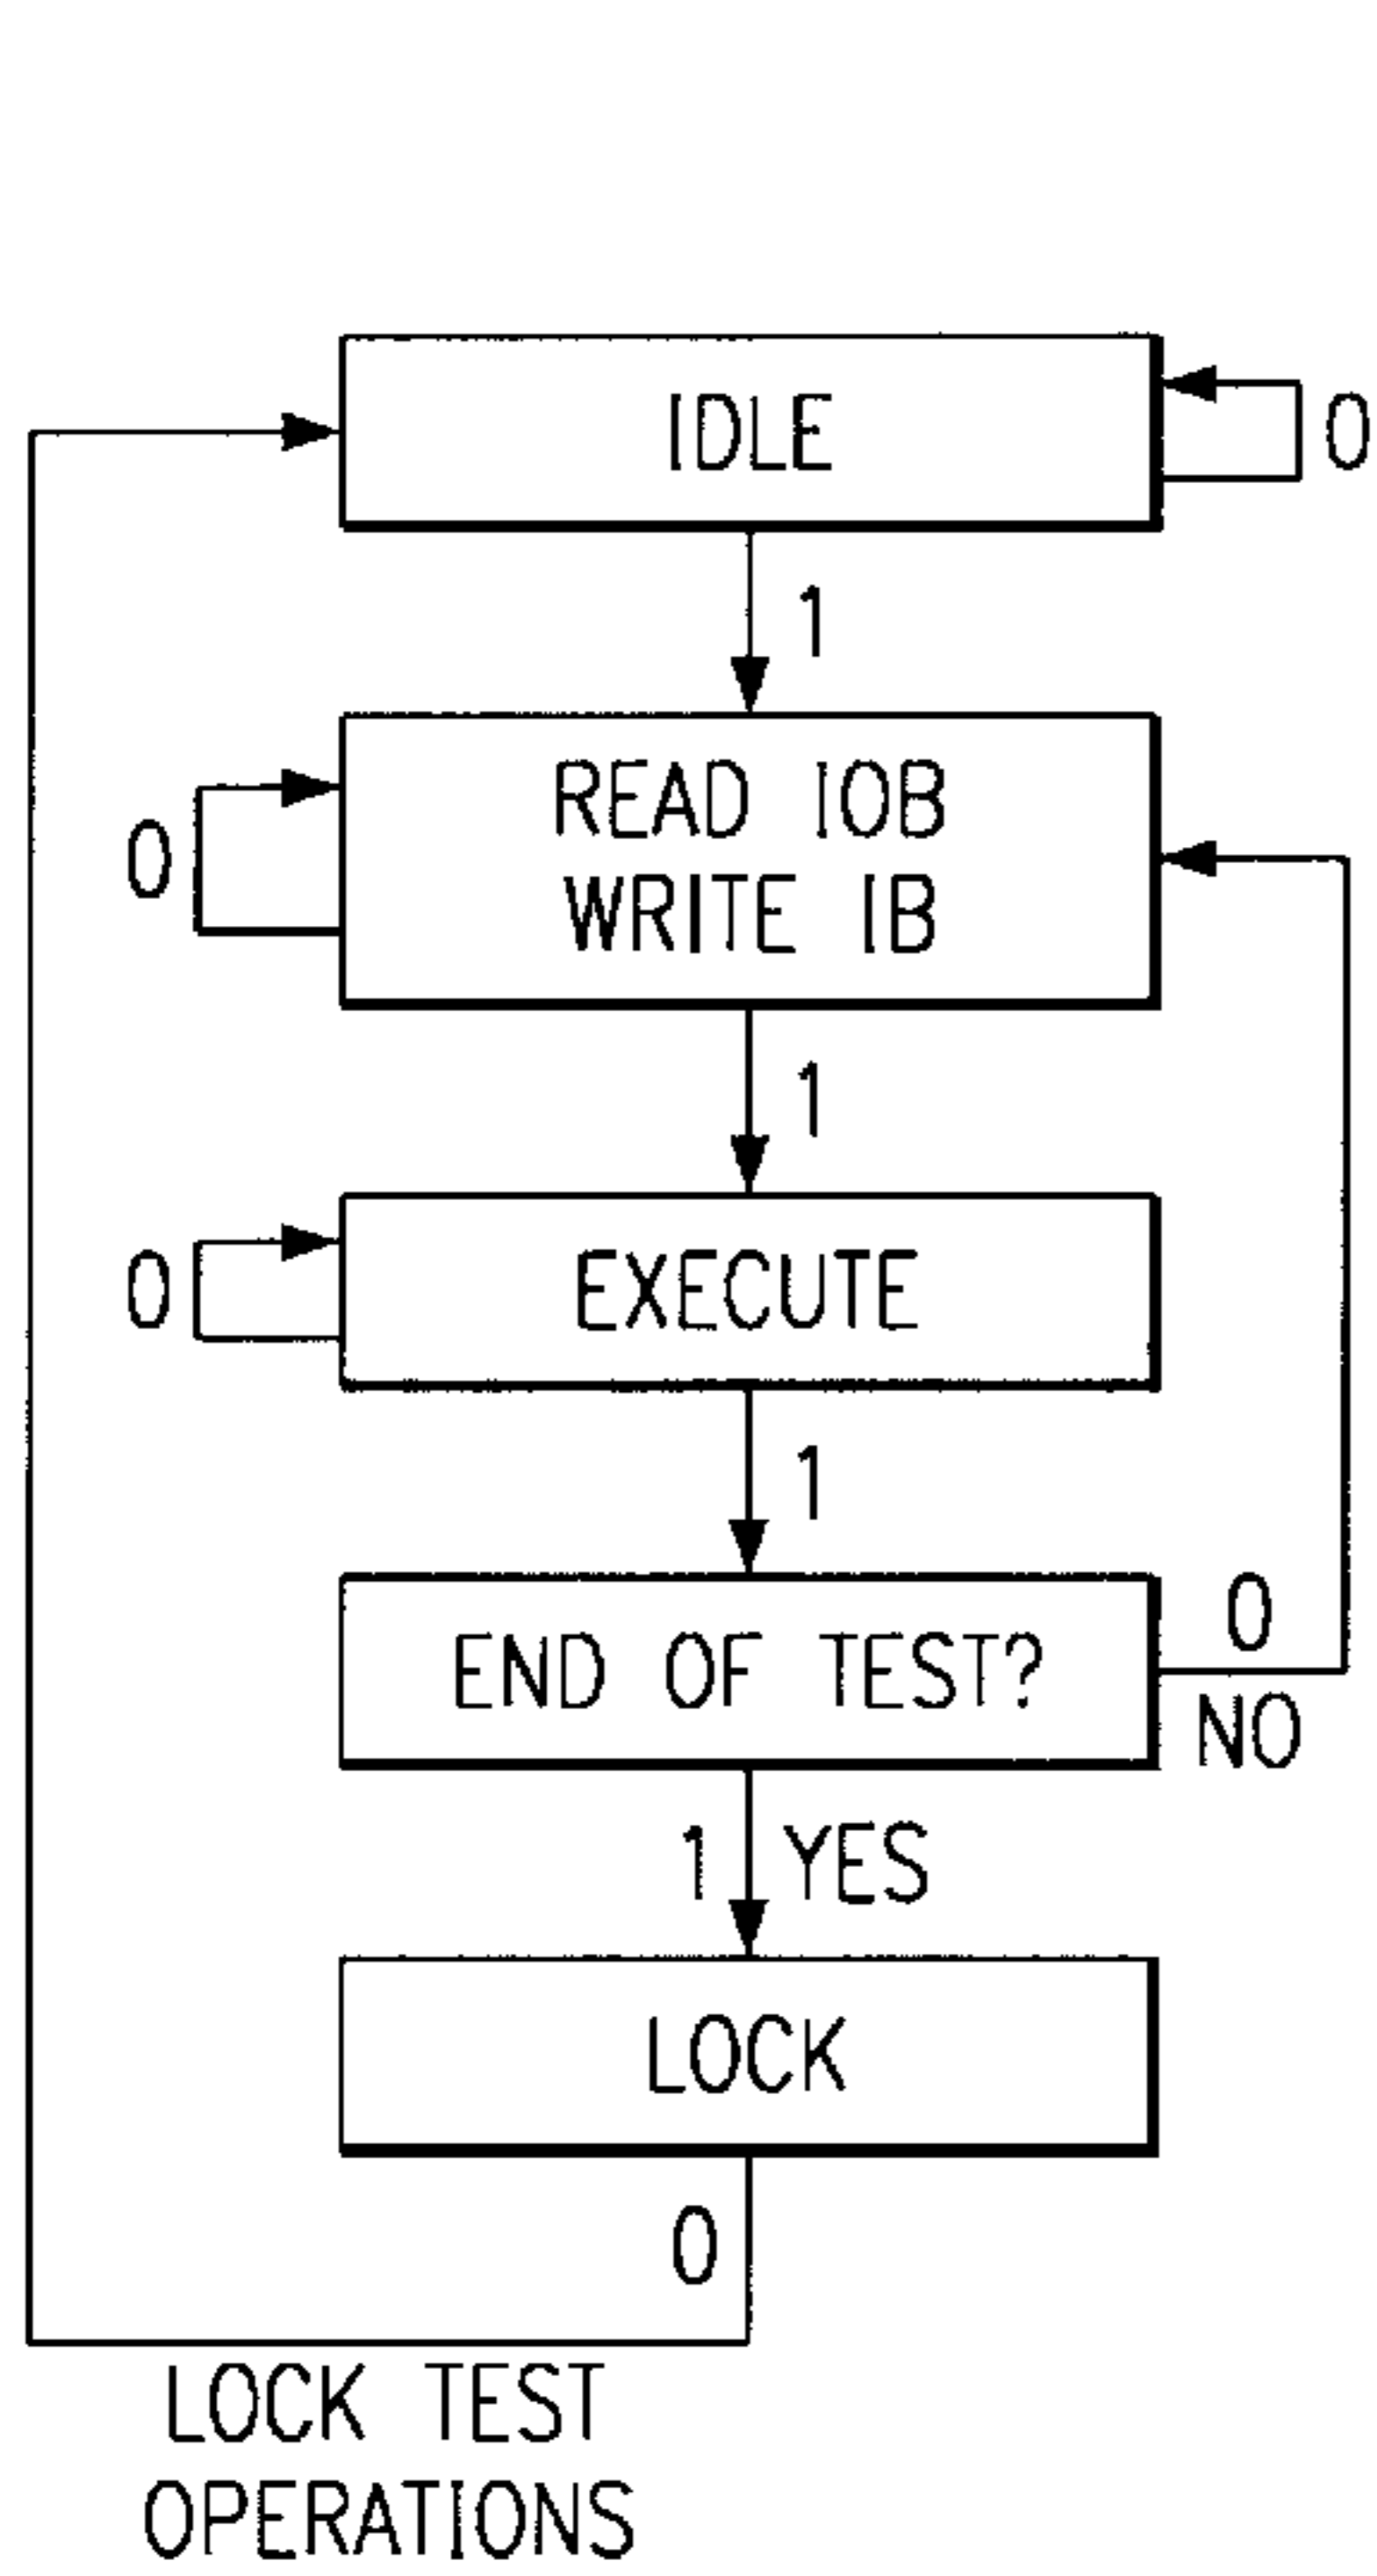 IDLE
0
1
READ IOB
0
WRITE IB
1
EXECUTE
0
1
END OF TEST?
0
NO
1 YES
LOCK
0
LOCK TEST
OPERATIONS